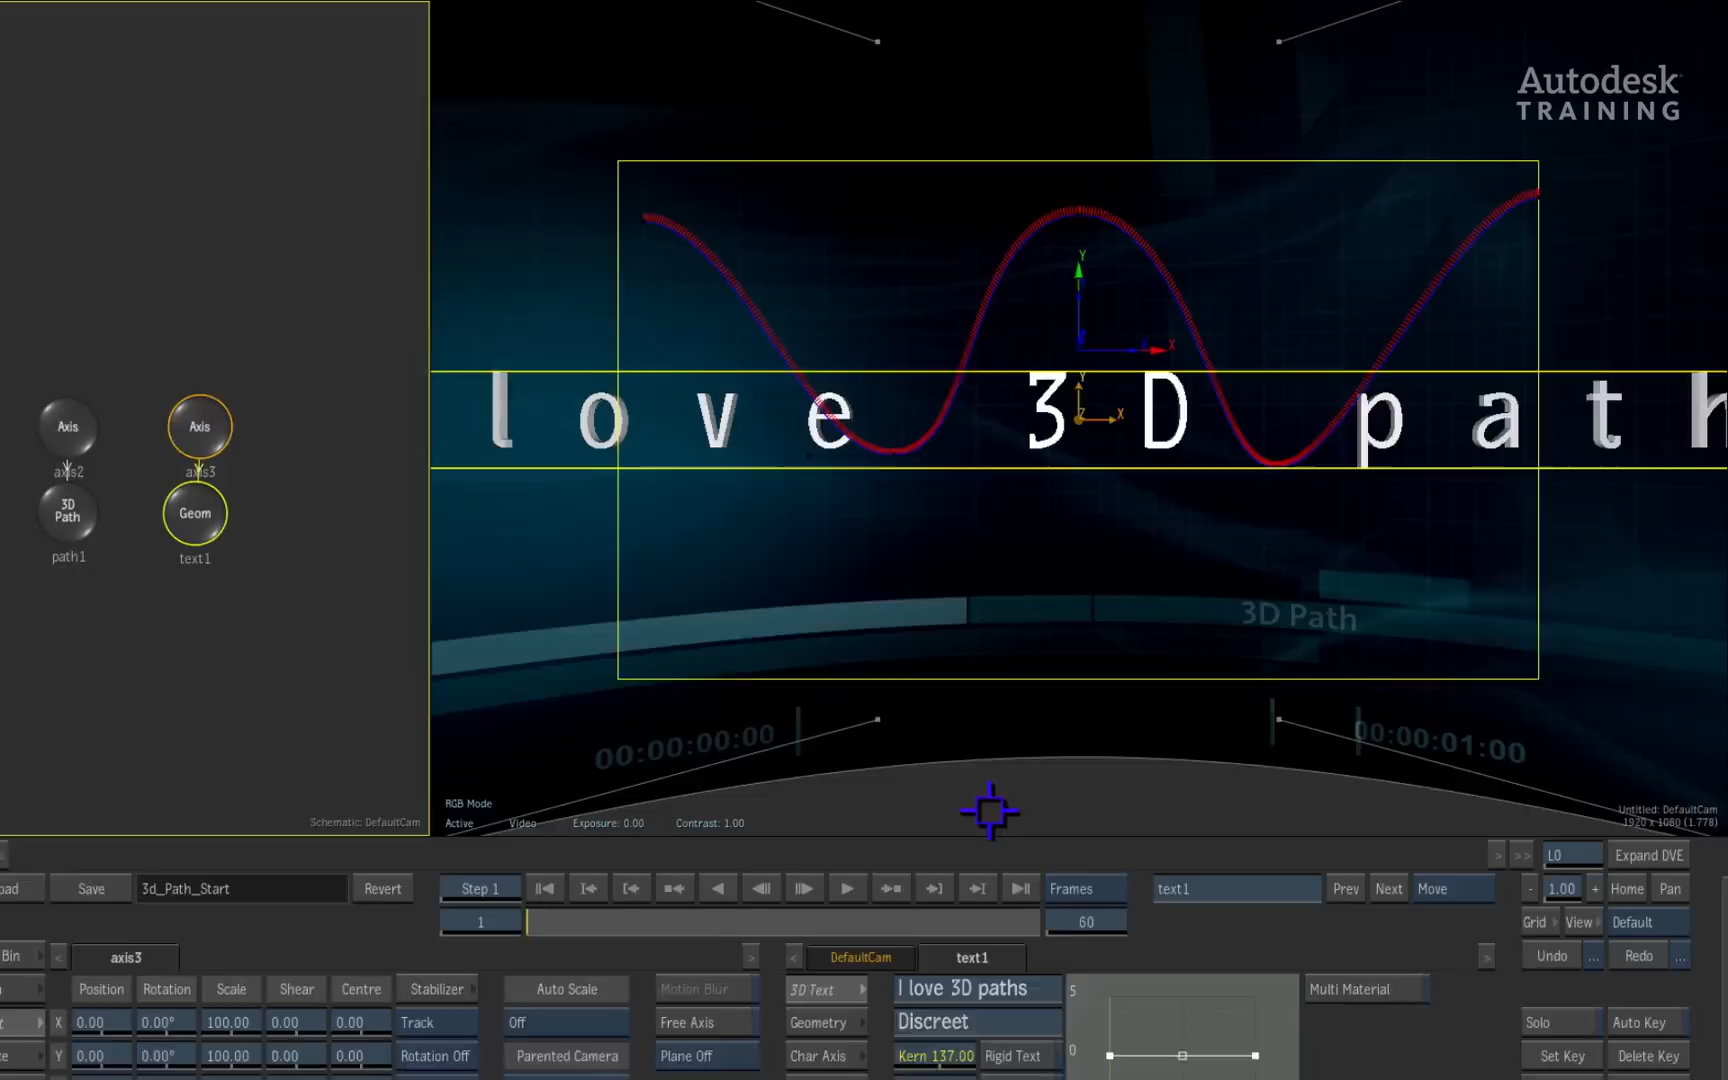 Autodesk
TRAINING
Y
X
l o v e 3 D p a t h
Y
X
Z
Axis
Axis
axis2
axis3
3D
Path
Geom
path1
text1
3D Path
00:00:00:00
00:00:01:00
RGB Mode
Active Video Exposure: 0.00 Contrast: 1.00
Schematic: DefaultCam
Untitled: DefaultCam
1920 x 1080 (1.778)
> >> L0 Expand DVE
Save 3d_Path_Start Revert Step 1 Frames text1 Prev Next Move - 1.00 + Home Pan
1 60 Grid View Default
Bin < axis3 > < DefaultCam text1 > Undo ... Redo ...
Position Rotation Scale Shear Centre Stabilizer Auto Scale Motion Blur 3D Text I love 3D paths 5 Multi Material
X 0.00 0.00° 100.00 0.00 0.00 Track Off Free Axis Geometry Discreet Solo Auto Key
Y 0.00 0.00° 100.00 0.00 0.00 Rotation Off Parented Camera Plane Off Char Axis Kern 137.00 Rigid Text 0 Set Key Delete Key